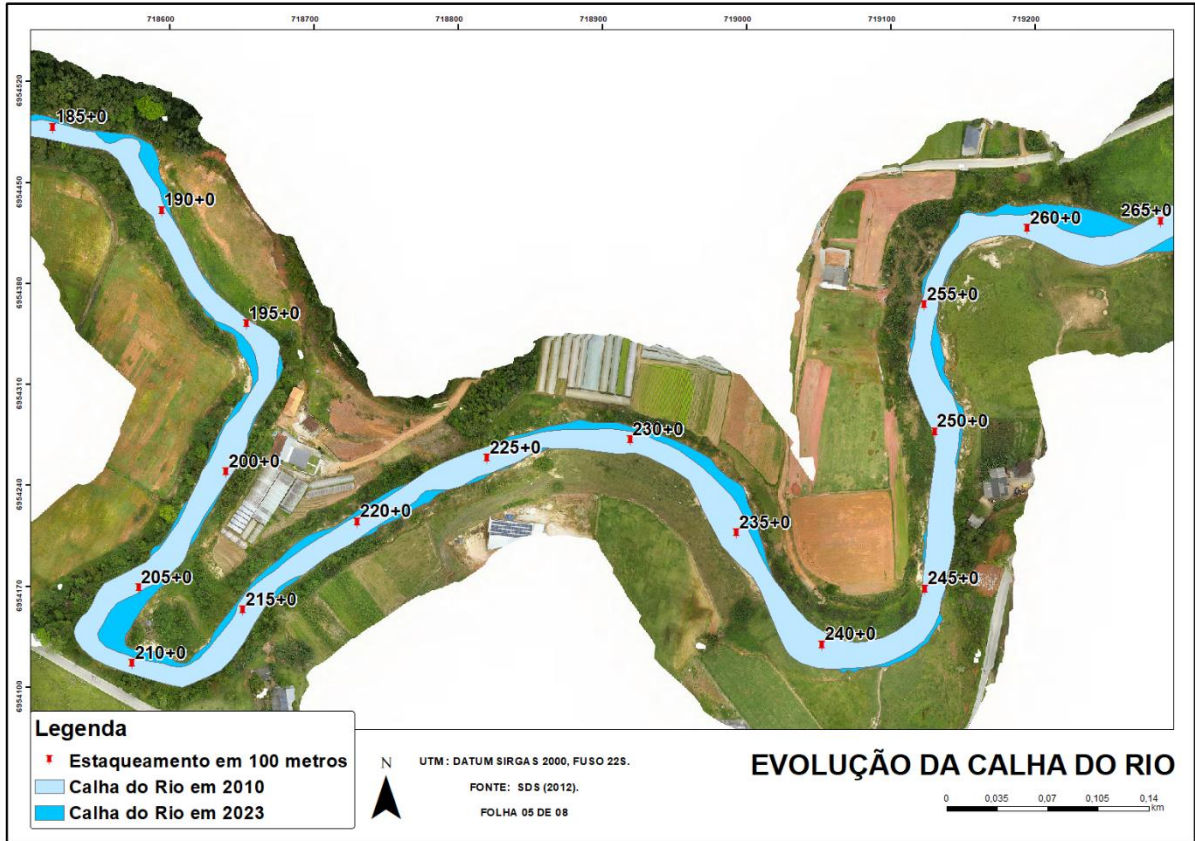 718600 718700 718800 718900 719000 719100 719200
6954520
6954450
6954380
6954310
6954240
6954170
6954100
185+0
190+0
195+0
200+0
205+0
210+0
215+0
220+0
225+0
230+0
235+0
240+0
245+0
250+0
255+0
260+0
265+0
Legenda
Estaqueamento em 100 metros
Calha do Rio em 2010
Calha do Rio em 2023
N
UTM: DATUM SIRGAS 2000, FUSO 22S.
FONTE: SDS (2012).
FOLHA 05 DE 08
EVOLUÇÃO DA CALHA DO RIO
0 0,035 0,07 0,105 0,14
km